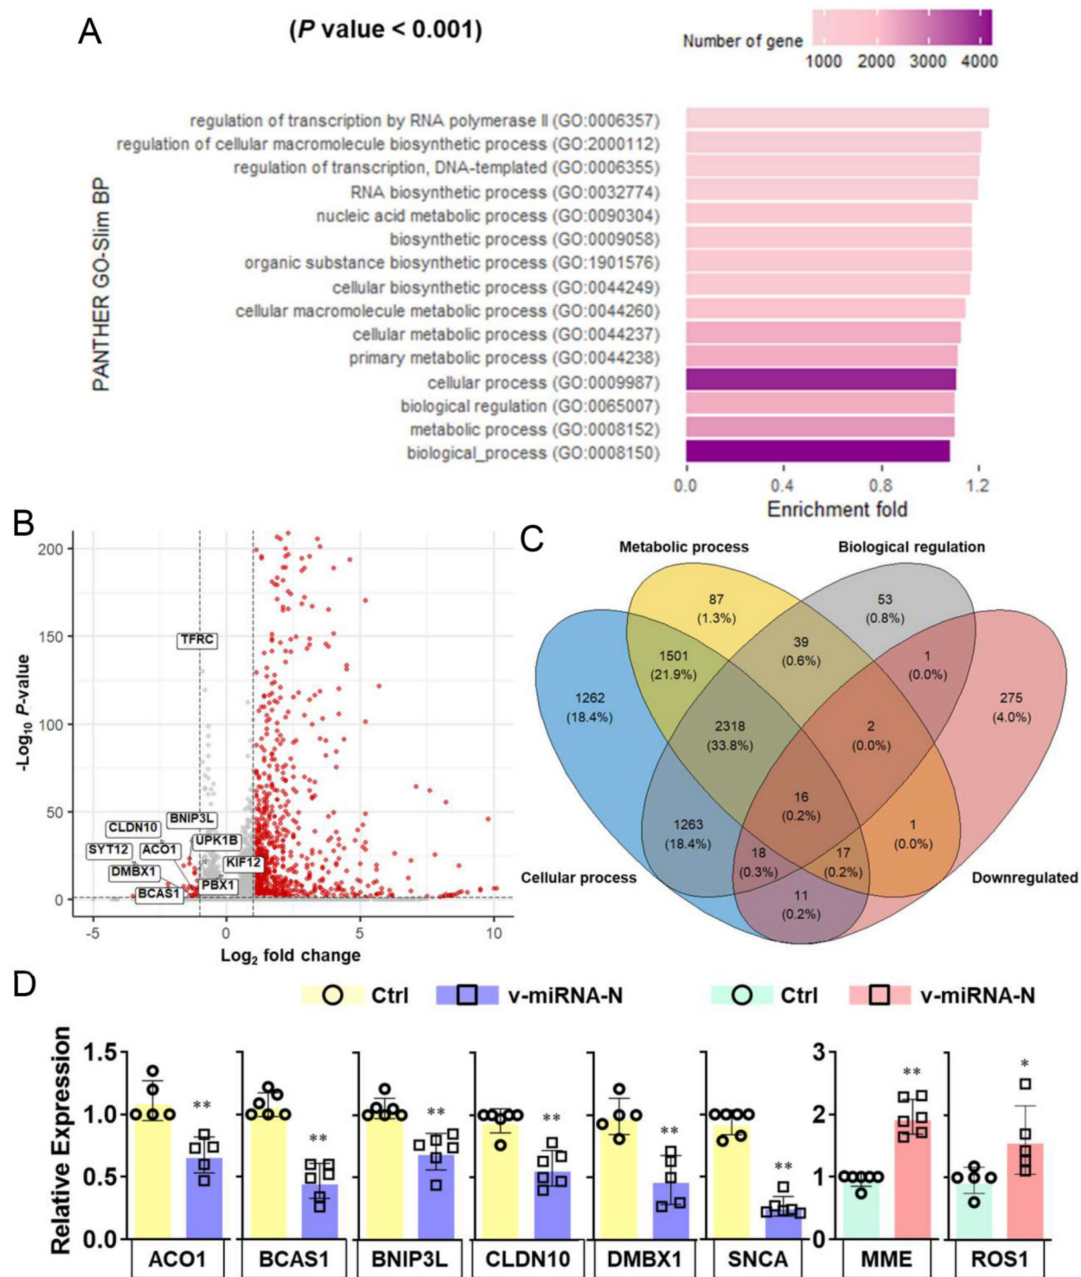 A
(P value < 0.001)
Number of gene
1000 2000 3000 4000
PANTHER GO-Slim BP
regulation of transcription by RNA polymerase II (GO:0006357)
regulation of cellular macromolecule biosynthetic process (GO:2000112)
regulation of transcription, DNA-templated (GO:0006355)
RNA biosynthetic process (GO:0032774)
nucleic acid metabolic process (GO:0090304)
biosynthetic process (GO:0009058)
organic substance biosynthetic process (GO:1901576)
cellular biosynthetic process (GO:0044249)
cellular macromolecule metabolic process (GO:0044260)
cellular metabolic process (GO:0044237)
primary metabolic process (GO:0044238)
cellular process (GO:0009987)
biological regulation (GO:0065007)
metabolic process (GO:0008152)
biological_process (GO:0008150)
0.0 0.4 0.8 1.2
Enrichment fold
B
-Log10 P-value
200
150
100
50
0
TFRC
BNIP3L
CLDN10
UPK1B
SYT12
ACO1
KIF12
DMBX1
PBX1
BCAS1
-5 0 5 10
Log2 fold change
C
Metabolic process
Biological regulation
Cellular process
Downregulated
87
(1.3%)
53
(0.8%)
39
(0.6%)
1501
(21.9%)
1
(0.0%)
1262
(18.4%)
275
(4.0%)
2318
(33.8%)
2
(0.0%)
16
(0.2%)
1263
(18.4%)
1
(0.0%)
18
(0.3%)
17
(0.2%)
11
(0.2%)
D
Ctrl v-miRNA-N Ctrl v-miRNA-N
Relative Expression
1.5
1.0
0.5
0.0
3
2
1
0
** ** ** ** ** ** ** *
ACO1 BCAS1 BNIP3L CLDN10 DMBX1 SNCA MME ROS1